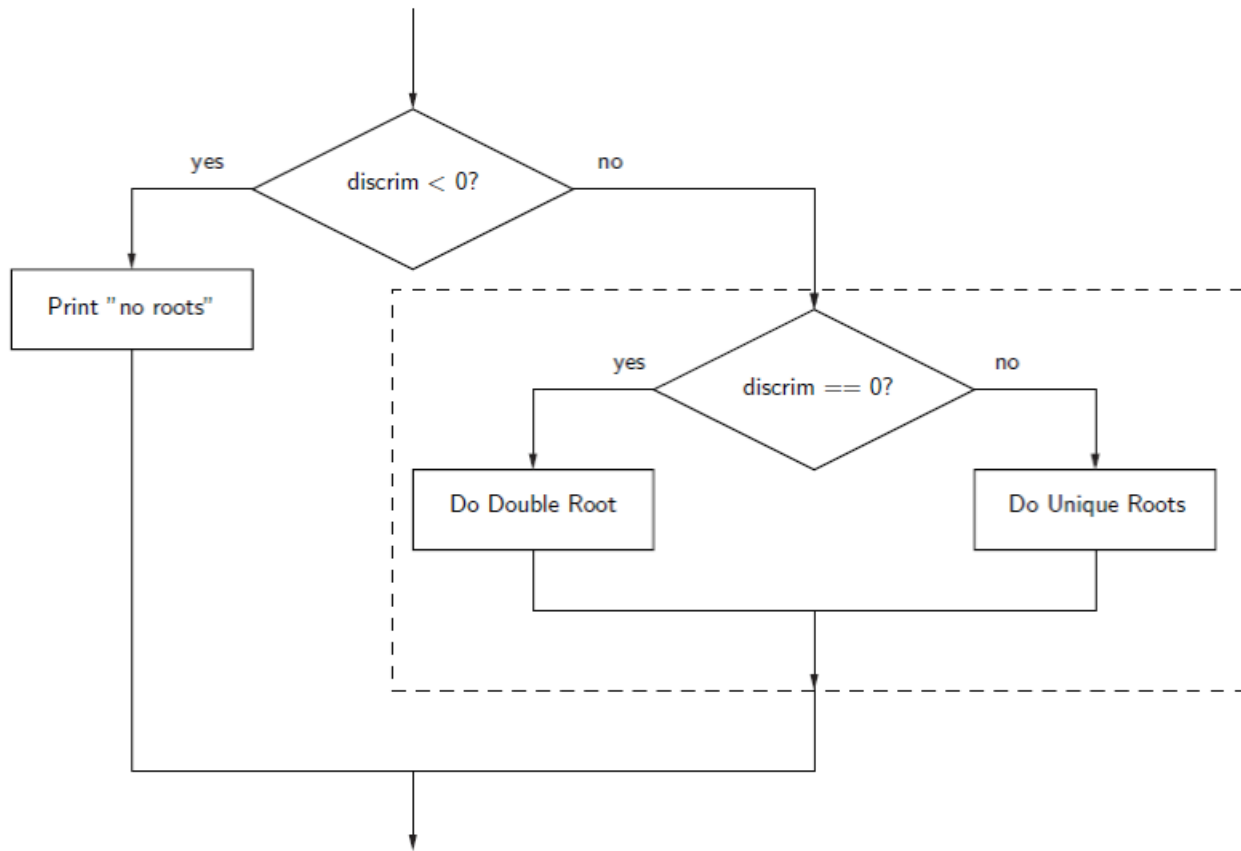 yes
no
discrim < 0?
Print "no roots"
yes
no
discrim == 0?
Do Double Root
Do Unique Roots